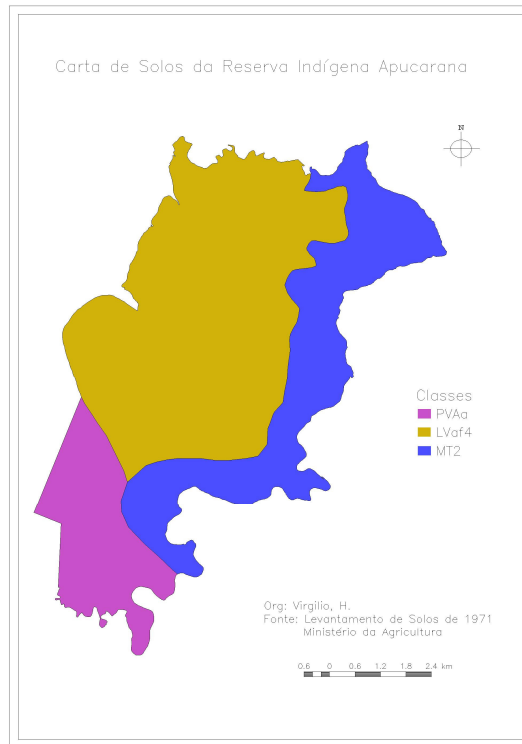 Carta de Solos da Reserva Indígena Apucarana
N
Classes
PVAa
LVaf4
MT2
Org: Virgilio, H.
Fonte: Levantamento de Solos de 1971
Ministério da Agricultura
0.6 0 0.6 1.2 1.8 2.4 km